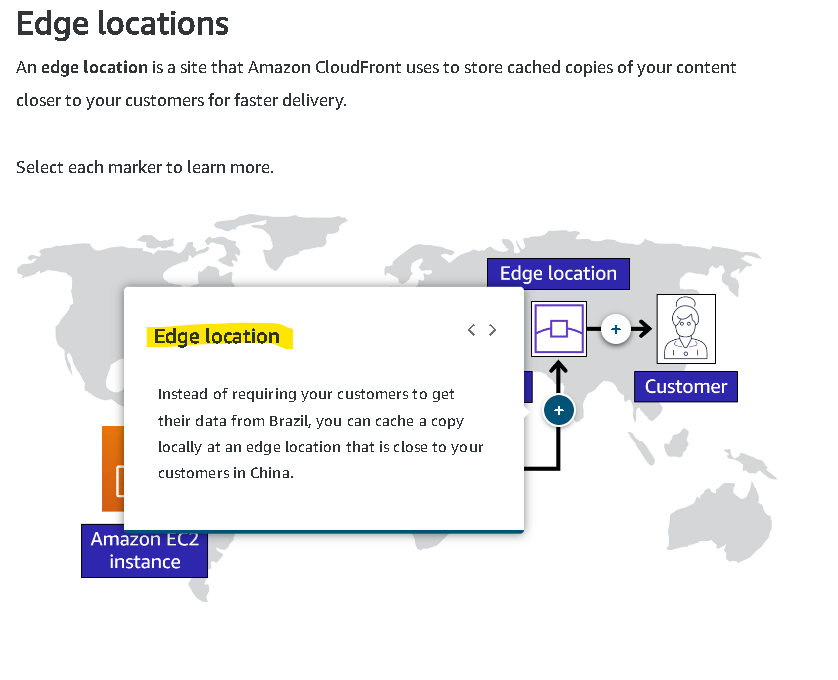 Edge locations
An edge location is a site that Amazon CloudFront uses to store cached copies of your content
closer to your customers for faster delivery.
Select each marker to learn more.
Edge location
Edge location
Instead of requiring your customers to get
their data from Brazil, you can cache a copy
locally at an edge location that is close to your
customers in China.
Customer
Amazon EC2
instance